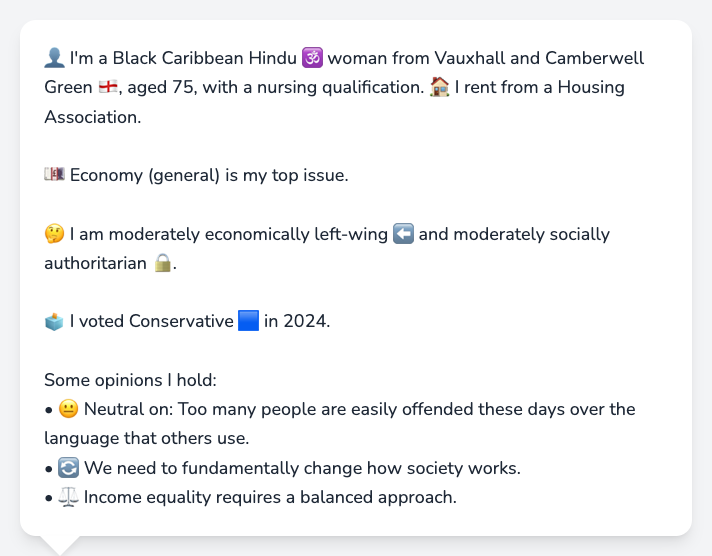 👤 I'm a Black Caribbean Hindu 🕉️ woman from Vauxhall and Camberwell
Green 🏴󠁧󠁢󠁥󠁮󠁧󠁿, aged 75, with a nursing qualification. 🏠 I rent from a Housing
Association.
💷 Economy (general) is my top issue.
🤔 I am moderately economically left-wing ⬅️ and moderately socially
authoritarian 🔒.
🗳️ I voted Conservative 🟦 in 2024.
Some opinions I hold:
• 😐 Neutral on: Too many people are easily offended these days over the
language that others use.
• 🔄 We need to fundamentally change how society works.
• ⚖️ Income equality requires a balanced approach.